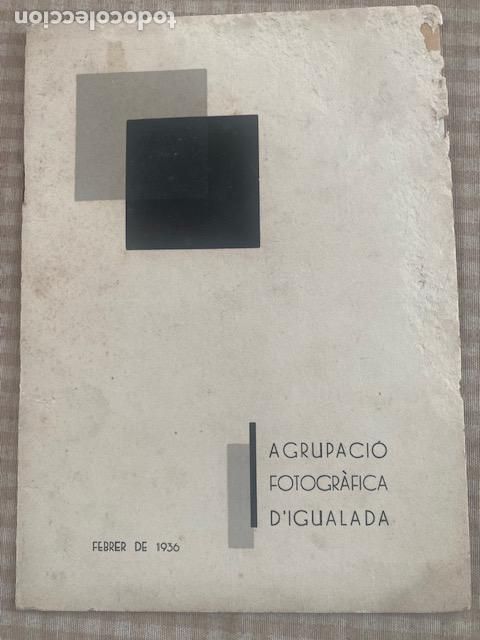 todocoleccion
AGRUPACIÓ
FOTOGRÀFICA
D'IGUALADA
FEBRER DE 1936